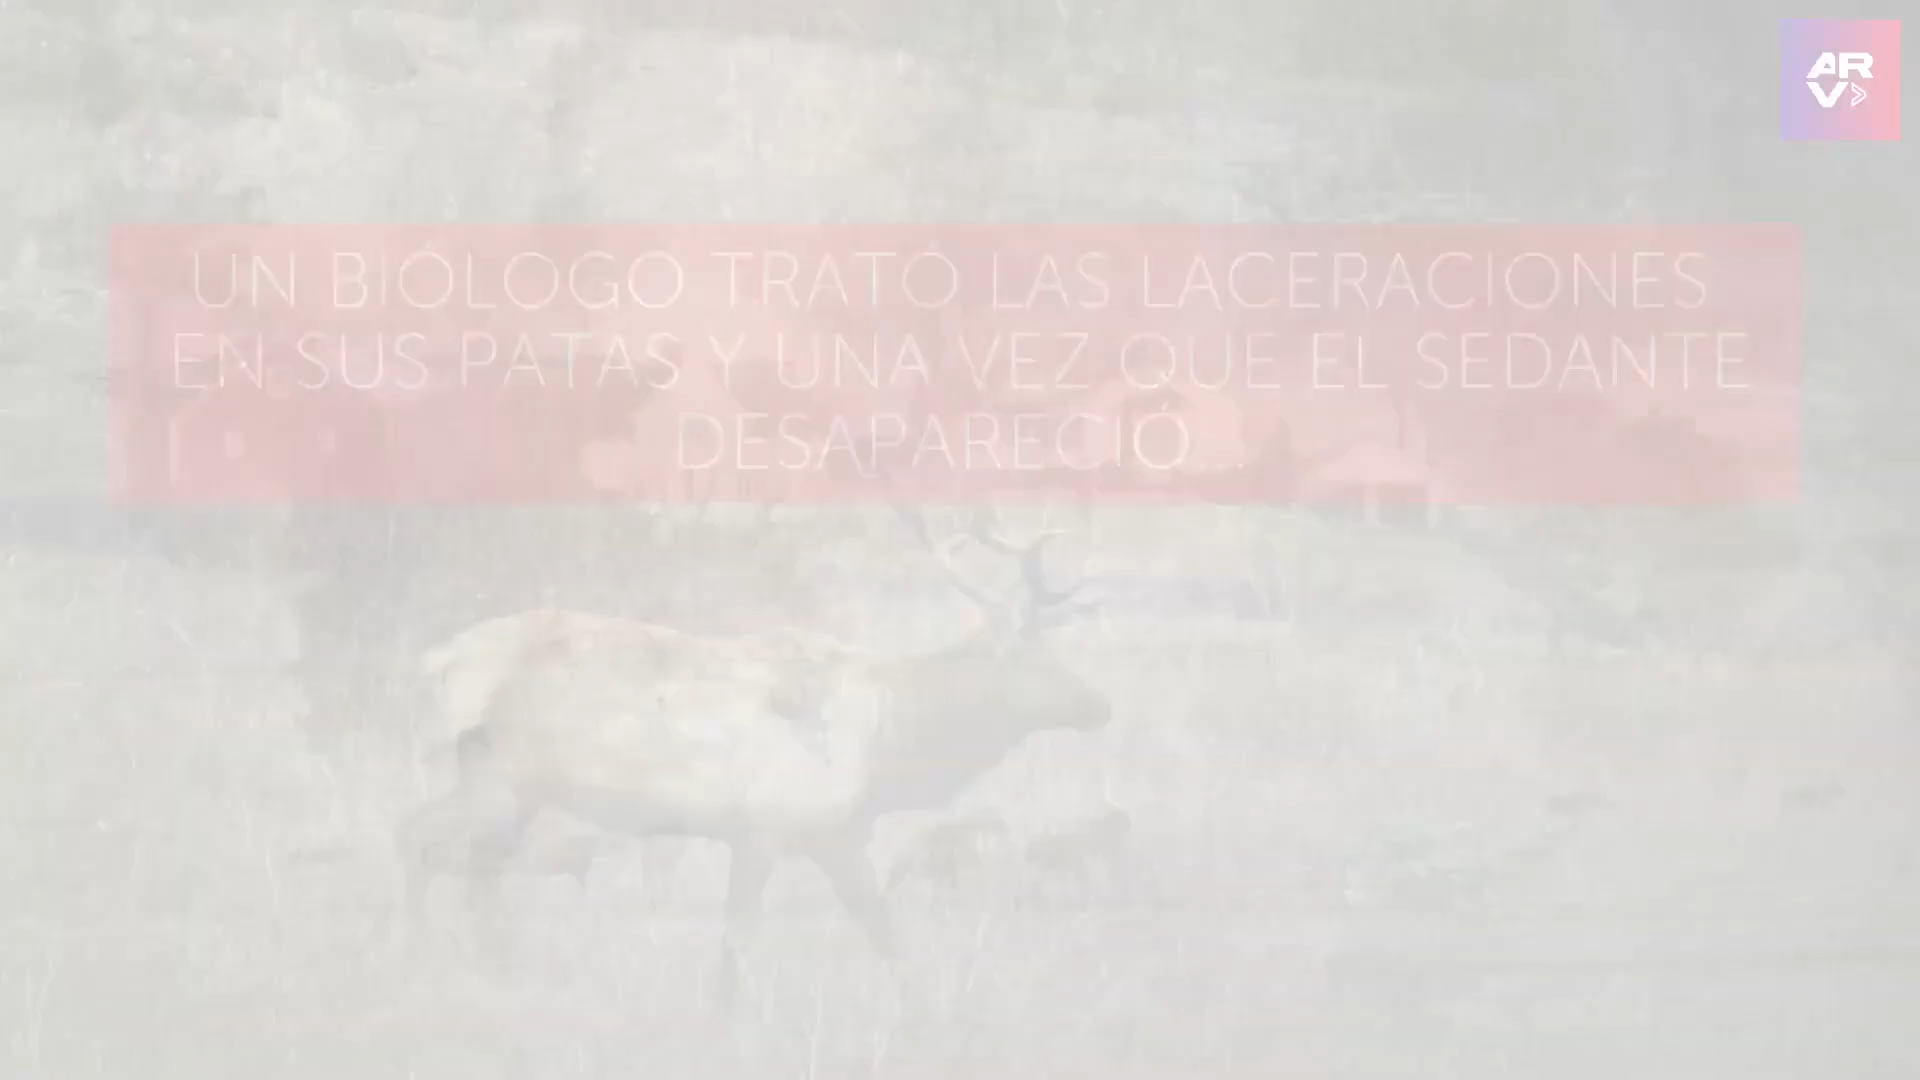 ARV
UN BIÓLOGO TRATÓ LAS LACERACIONES
EN SUS PATAS Y UNA VEZ QUE EL SEDANTE
DESAPARECIÓ...